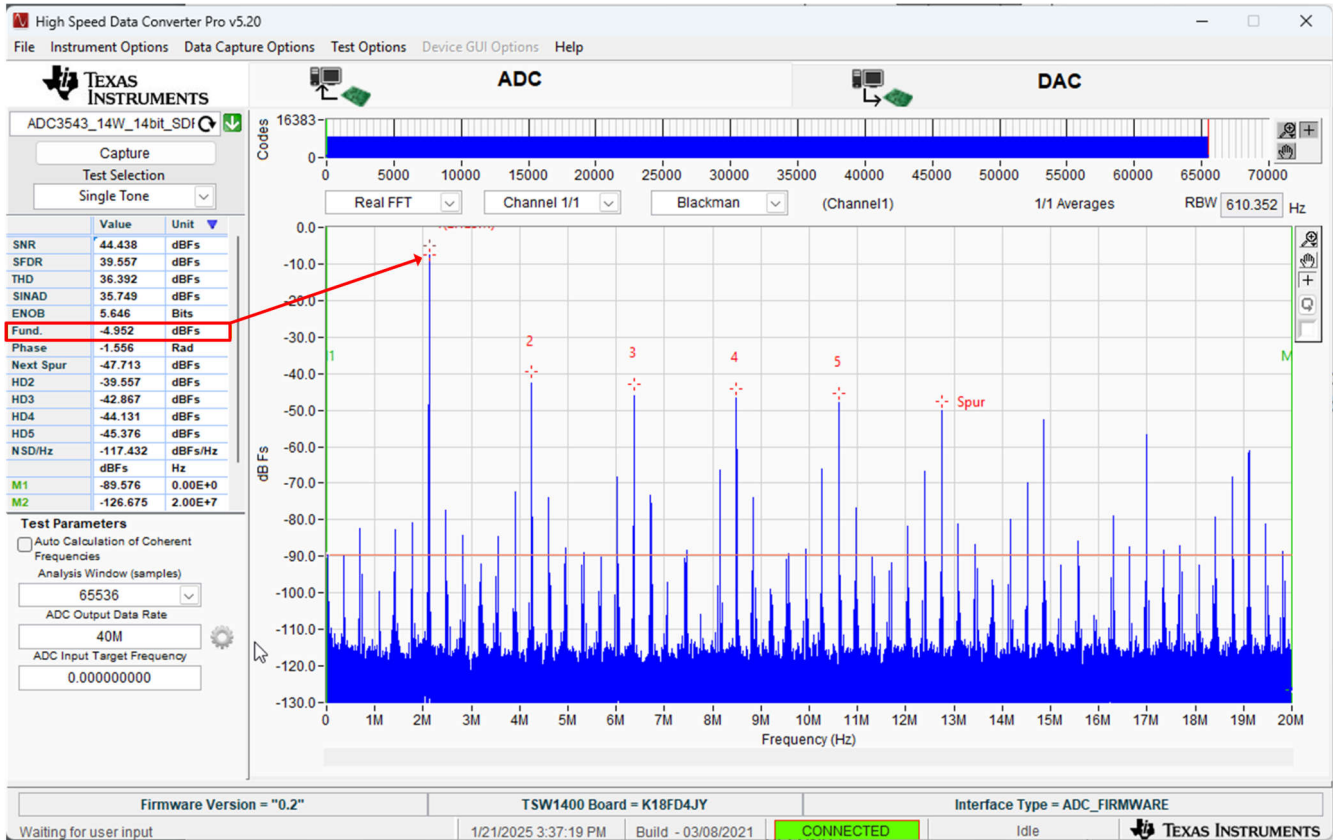 High Speed Data Converter Pro v5.20
File Instrument Options Data Capture Options Test Options Device GUI Options Help
TEXAS INSTRUMENTS
ADC
DAC
ADC3543_14W_14bit_SD
Capture
Test Selection
Single Tone
Value Unit
SNR 44.438 dBFs
SFDR 39.557 dBFs
THD 36.392 dBFs
SINAD 35.749 dBFs
ENOB 5.646 Bits
Fund. -4.952 dBFs
Phase -1.556 Rad
Next Spur -47.713 dBFs
HD2 -39.557 dBFs
HD3 -42.867 dBFs
HD4 -44.131 dBFs
HD5 -45.376 dBFs
NSD/Hz -117.432 dBFs/Hz
dBFs Hz
M1 -89.576 0.00E+0
M2 -126.675 2.00E+7
Test Parameters
Auto Calculation of Coherent
Frequencies
Analysis Window (samples)
65536
ADC Output Data Rate
40M
ADC Input Target Frequency
0.000000000
Codes
16383
0
0 5000 10000 15000 20000 25000 30000 35000 40000 45000 50000 55000 60000 65000 70000
Real FFT Channel 1/1 Blackman (Channel1) 1/1 Averages RBW 610.352 Hz
dBFs
0.0
-10.0
-20.0
-30.0
-40.0
-50.0
-60.0
-70.0
-80.0
-90.0
-100.0
-110.0
-120.0
-130.0
2
3
4
5
Spur
1
M
0 1M 2M 3M 4M 5M 6M 7M 8M 9M 10M 11M 12M 13M 14M 15M 16M 17M 18M 19M 20M
Frequency (Hz)
Firmware Version = "0.2" TSW1400 Board = K18FD4JY Interface Type = ADC_FIRMWARE
Waiting for user input 1/21/2025 3:37:19 PM Build - 03/08/2021 CONNECTED Idle TEXAS INSTRUMENTS